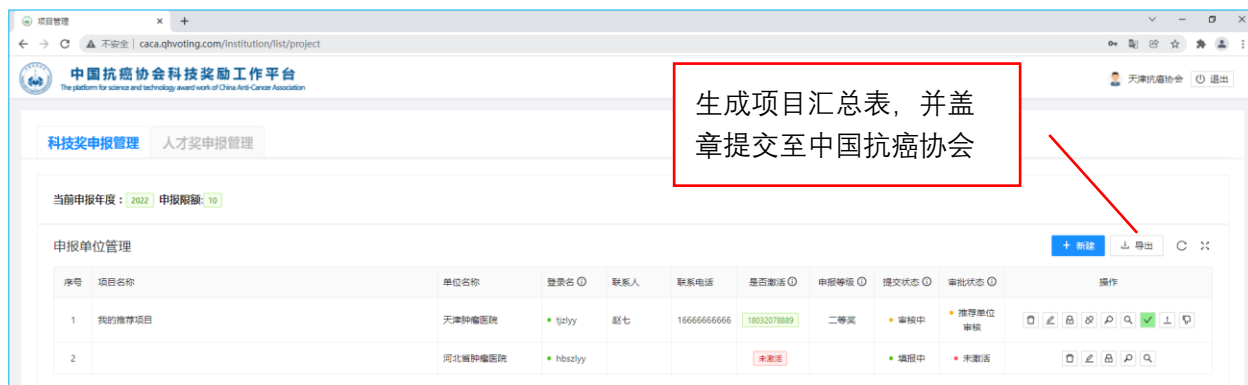 项目管理
不安全 | caca.qhvoting.com/institution/list/project
中国抗癌协会科技奖励工作平台
The platform for science and technology award work of China Anti-Cancer Association
天津抗癌协会 退出
生成项目汇总表，并盖
章提交至中国抗癌协会
科技奖申报管理 人才奖申报管理
当前申报年度： 2022 申报限额: 10
申报单位管理
+ 新建 导出
序号 项目名称 单位名称 登录名 联系人 联系电话 是否激活 申报等级 提交状态 审批状态 操作
1 我的推荐项目 天津肿瘤医院 tjzlyy 赵七 16666666666 18032078889 二等奖 审核中 推荐单位
审核
2 河北省肿瘤医院 hbszlyy 未激活 填报中 未激活